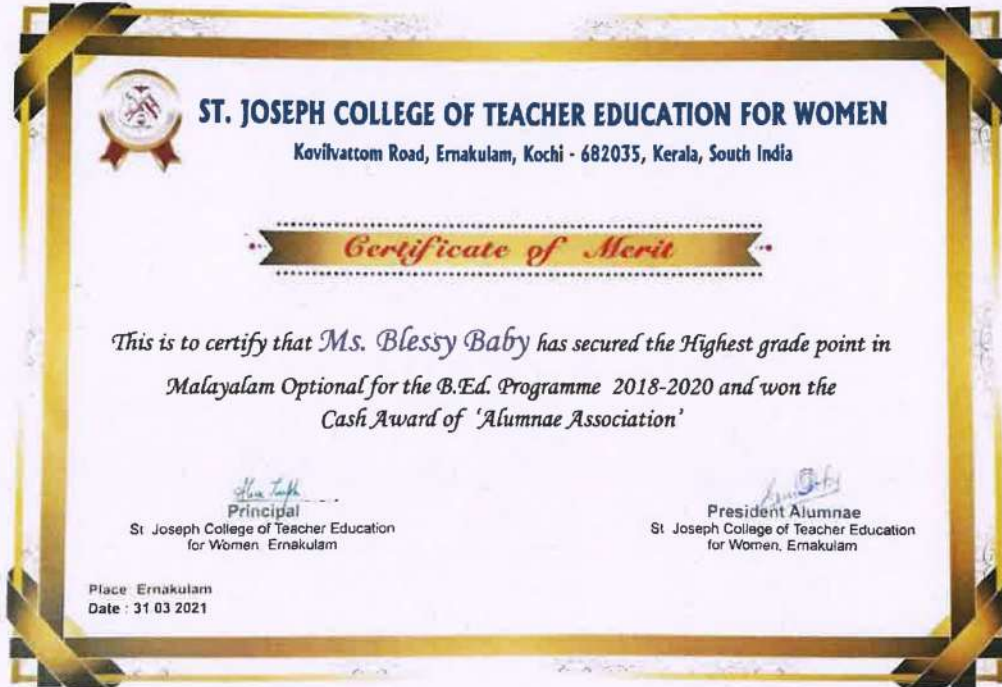 ST. JOSEPH COLLEGE OF TEACHER EDUCATION FOR WOMEN
Kovilvattom Road, Ernakulam, Kochi - 682035, Kerala, South India
Certificate of Merit
This is to certify that Ms. Blessy Baby has secured the Highest grade point in
Malayalam Optional for the B.Ed. Programme 2018-2020 and won the
Cash Award of 'Alumnae Association'
Principal
St Joseph College of Teacher Education
for Women Ernakulam
President Alumnae
St Joseph College of Teacher Education
for Women, Ernakulam
Place Ernakulam
Date : 31 03 2021